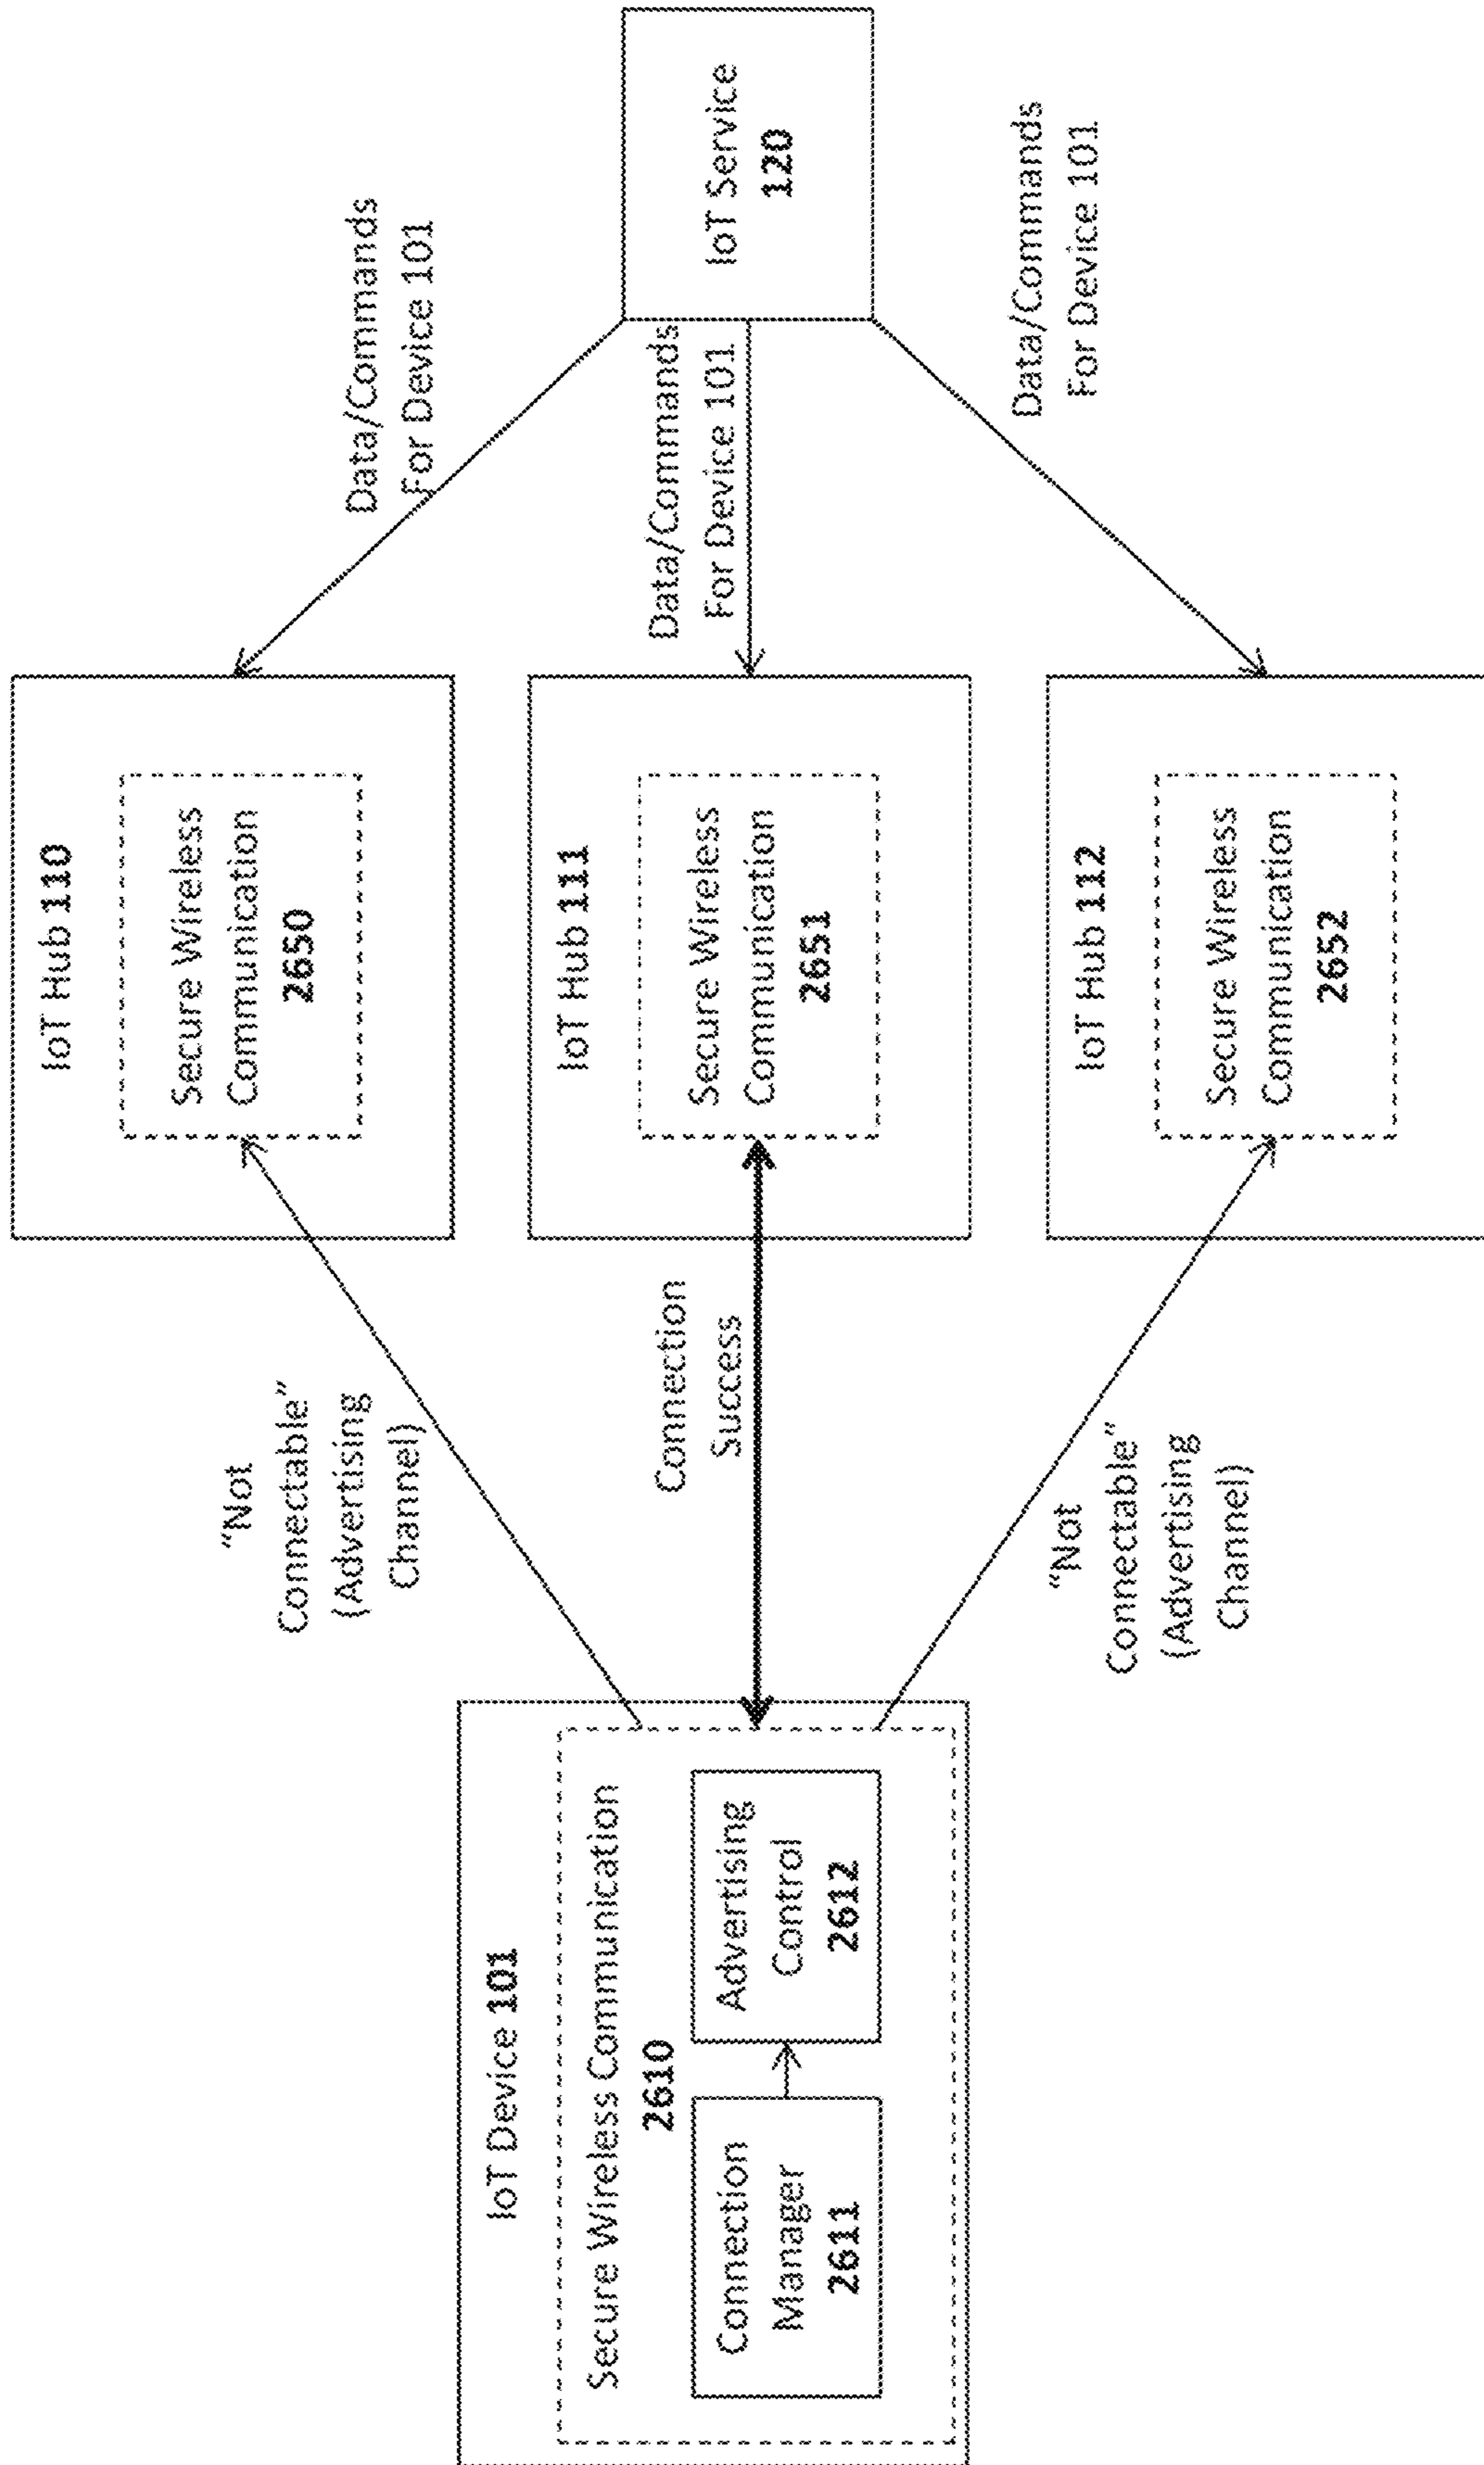 IoT Device 101
Secure Wireless Communication
2610
Connection
Manager
2611
Advertising
Control
2612
“Not
Connectable”
(Advertising
Channel)
Connection
Success
“Not
Connectable”
(Advertising
Channel)
IoT Hub 110
Secure Wireless
Communication
2650
IoT Hub 111
Secure Wireless
Communication
2651
IoT Hub 112
Secure Wireless
Communication
2652
Data/Commands
For Device 101
Data/Commands
For Device 101
Data/Commands
For Device 101
IoT Service
120